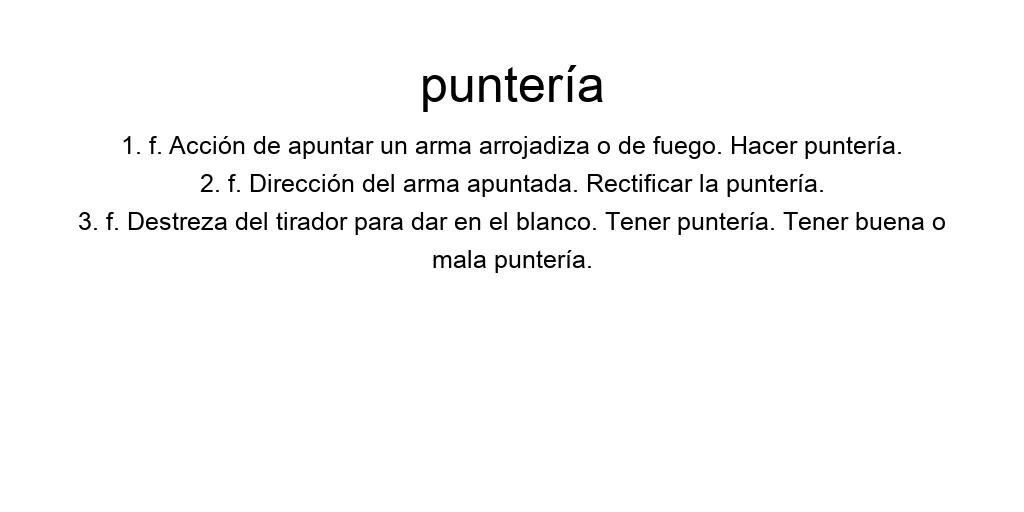 puntería
1. f. Acción de apuntar un arma arrojadiza o de fuego. Hacer puntería.
2. f. Dirección del arma apuntada. Rectificar la puntería.
3. f. Destreza del tirador para dar en el blanco. Tener puntería. Tener buena o
mala puntería.